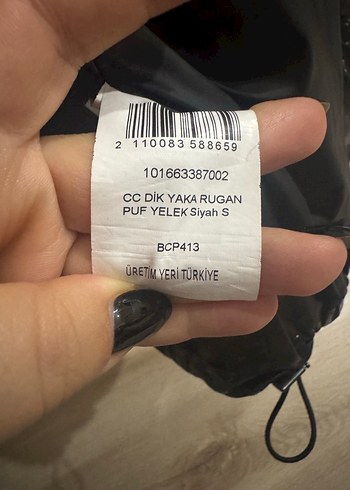 2 110083 588659
101663387002
CC DİK YAKA RUGAN
PUF YELEK Siyah S
BCP413
ÜRETİM YERİ TÜRKİYE